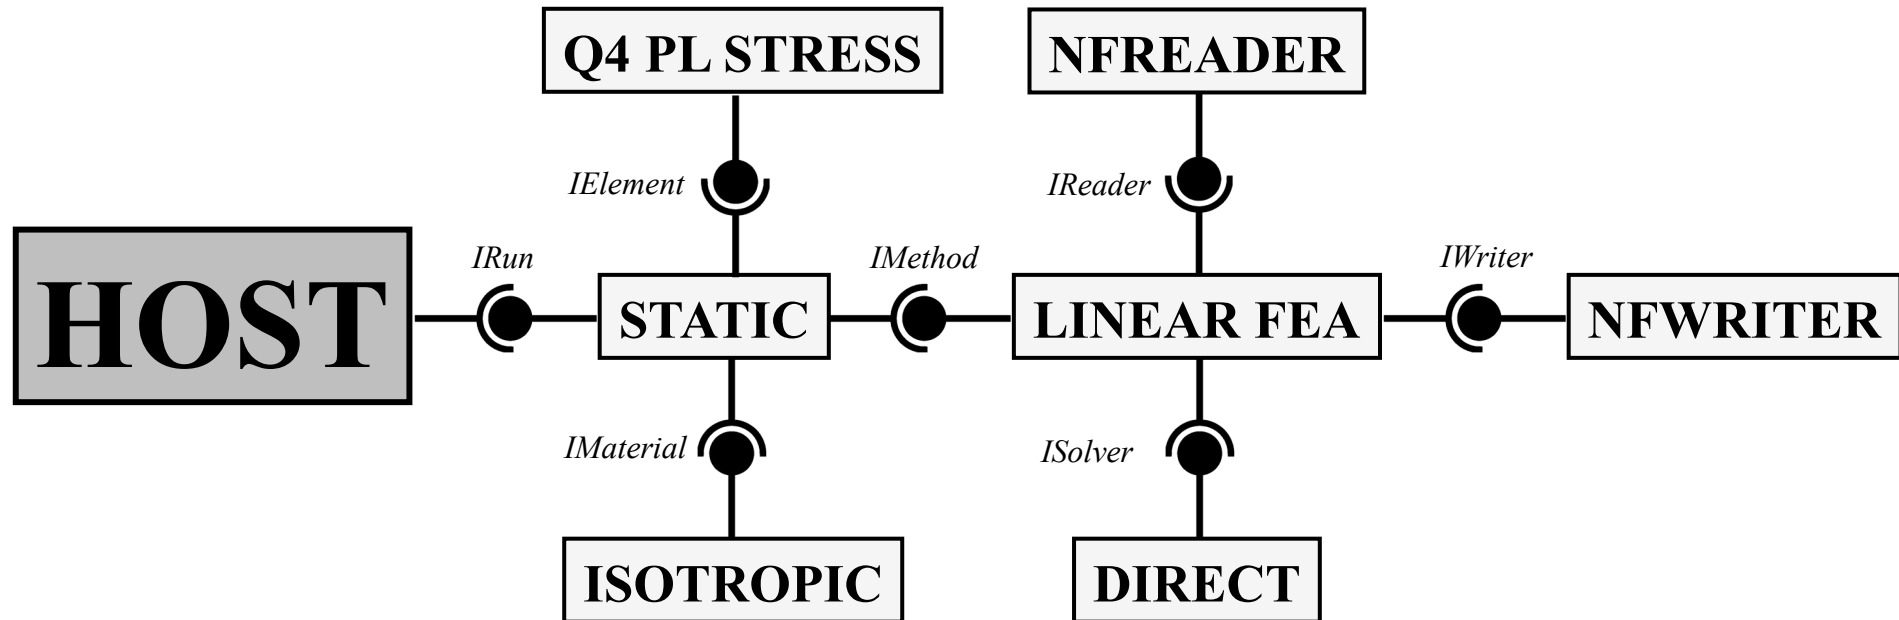 Q4 PL STRESS
NFREADER
IElement
IReader
IRun
IMethod
IWriter
HOST
STATIC
LINEAR FEA
NFWRITER
IMaterial
ISolver
ISOTROPIC
DIRECT